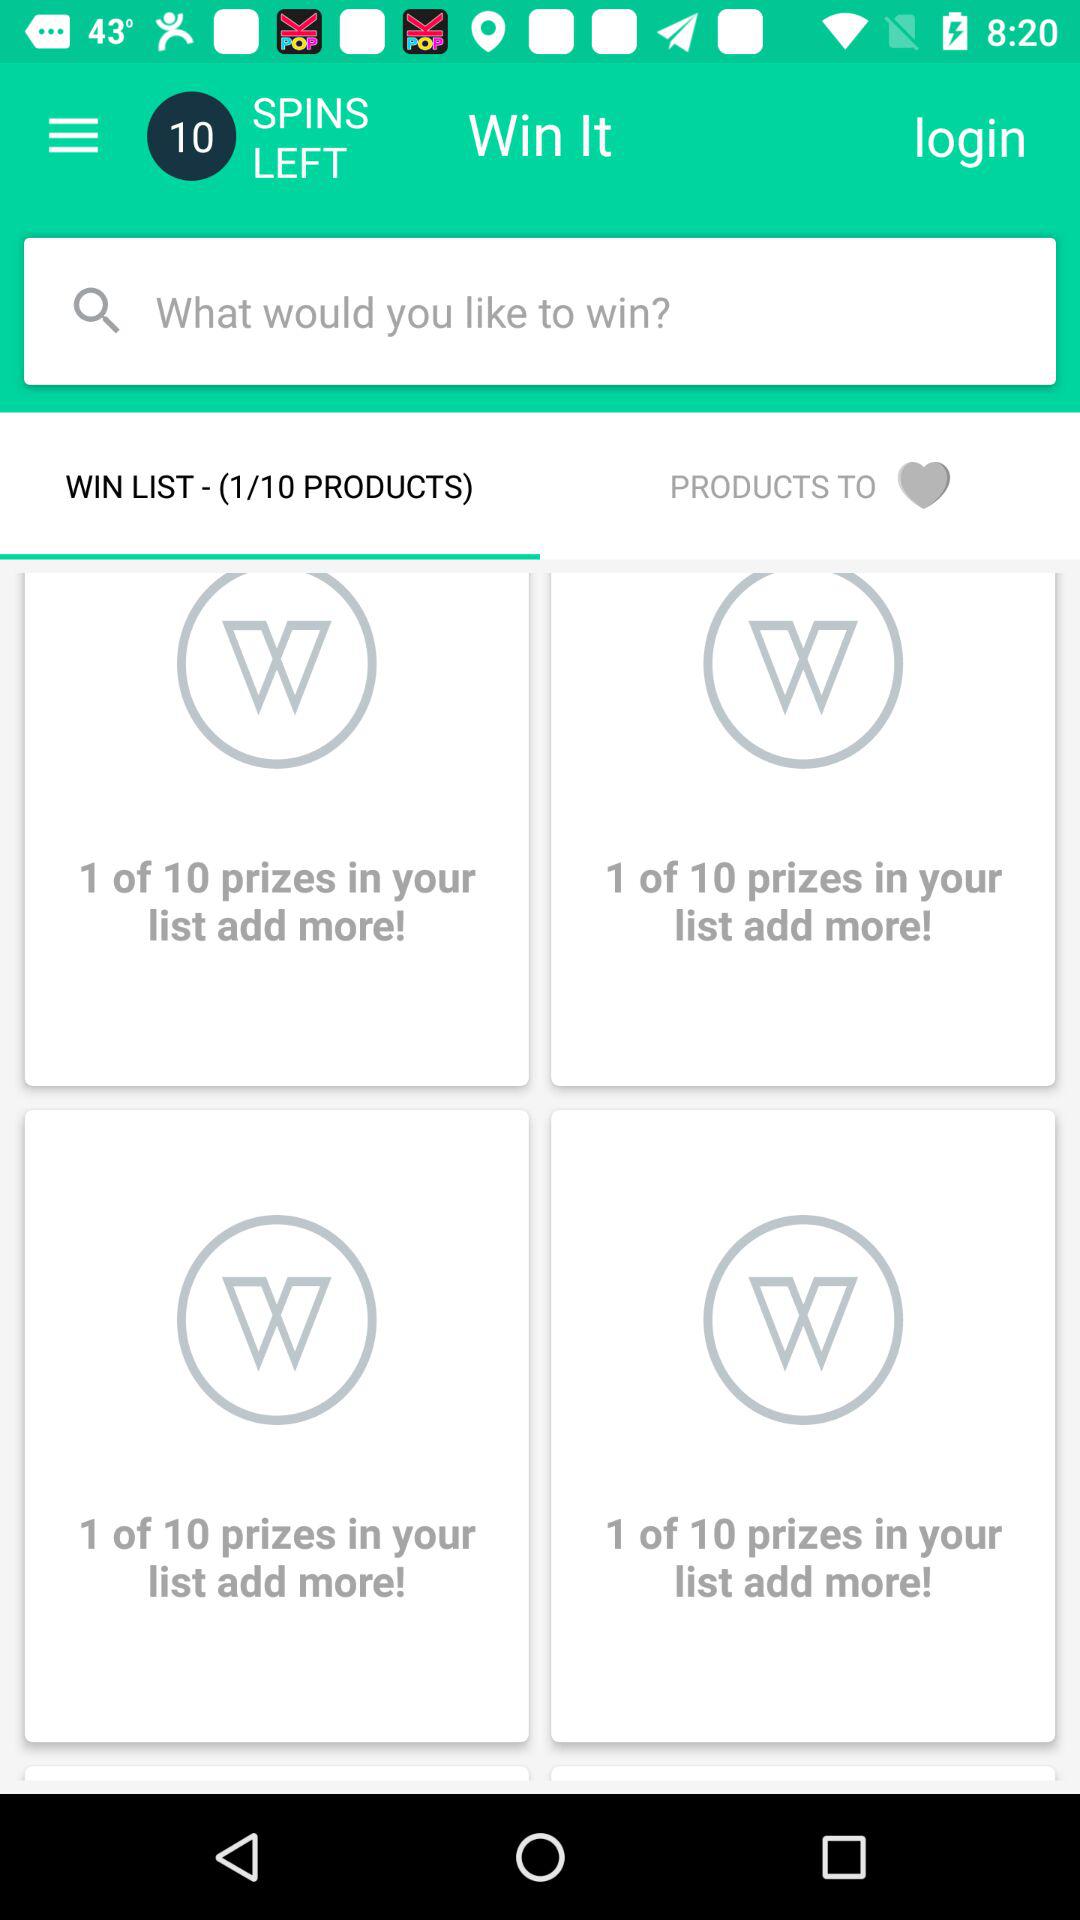 43° 8:20
10 SPINS LEFT Win It login
What would you like to win?
WIN LIST - (1/10 PRODUCTS) PRODUCTS TO
1 of 10 prizes in your
list add more!
1 of 10 prizes in your
list add more!
1 of 10 prizes in your
list add more!
1 of 10 prizes in your
list add more!